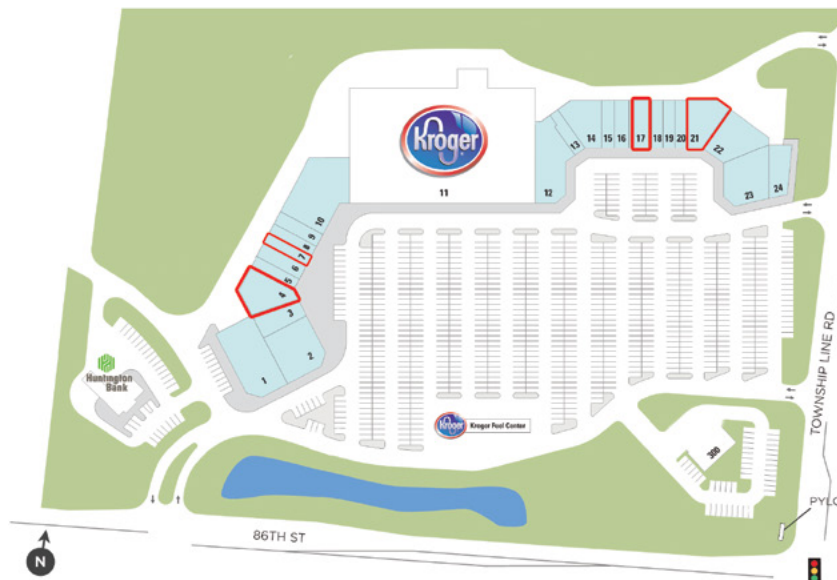 Kroger
11
12
13
14
15
16
17
18
19
20
21
22
23
24
10
9
8
7
6
5
4
3
2
1
Huntington
Bank
Kroger
Kroger Fuel Center
300
TOWNSHIP LINE RD
PYLO
86TH ST
N